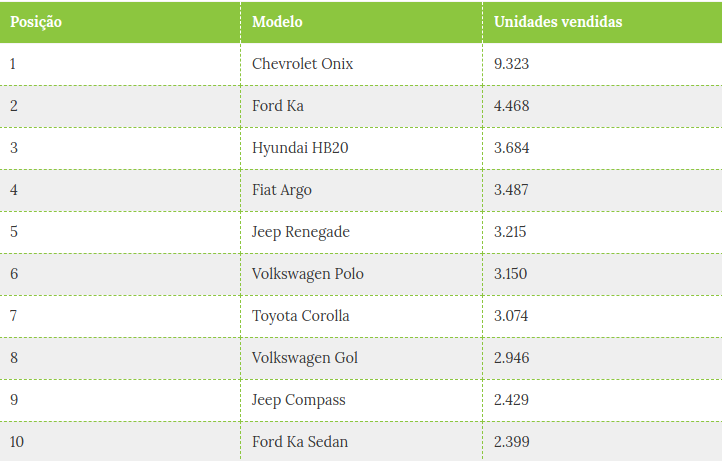 Posição Modelo Unidades vendidas
1 Chevrolet Onix 9.323
2 Ford Ka 4.468
3 Hyundai HB20 3.684
4 Fiat Argo 3.487
5 Jeep Renegade 3.215
6 Volkswagen Polo 3.150
7 Toyota Corolla 3.074
8 Volkswagen Gol 2.946
9 Jeep Compass 2.429
10 Ford Ka Sedan 2.399